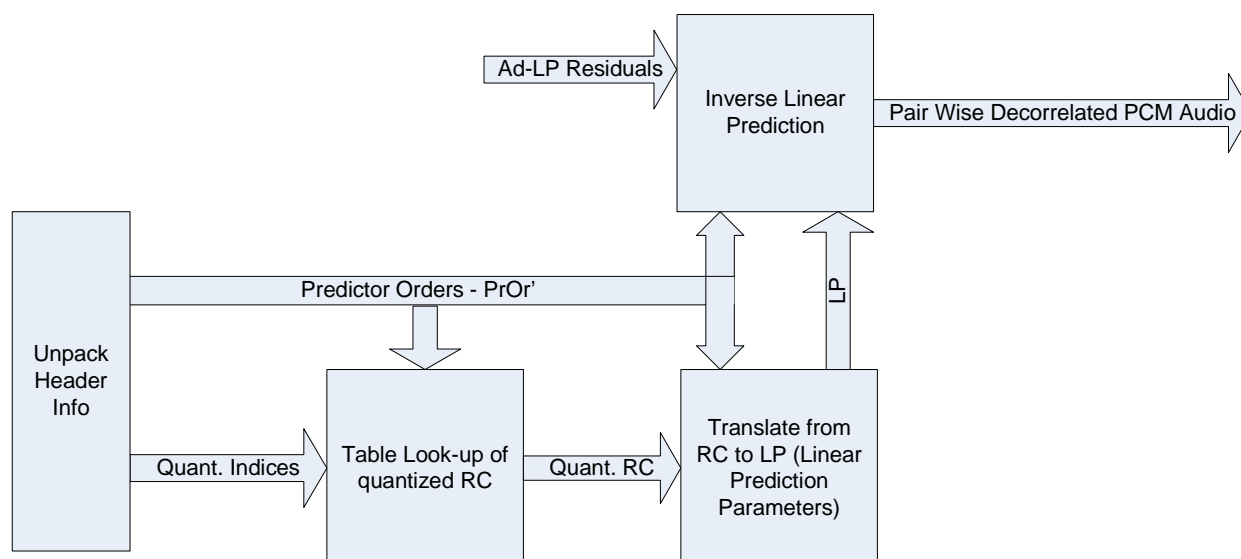 Ad-LP Residuals
Inverse Linear
Prediction
Pair Wise Decorrelated PCM Audio
Predictor Orders - PrOr’
LP
Unpack
Header
Info
Quant. Indices
Table Look-up of
quantized RC
Quant. RC
Translate from
RC to LP (Linear
Prediction
Parameters)